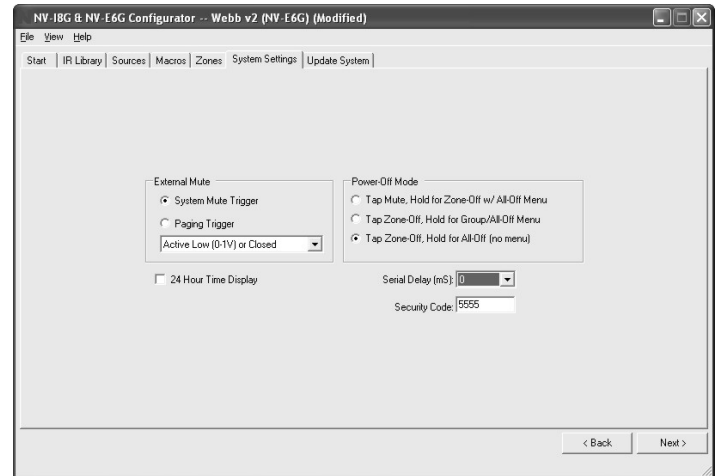 NV-I8G & NV-E6G Configurator -- Webb v2 (NV-E6G) (Modified)
File View Help
Start IR Library Sources Macros Zones System Settings Update System
External Mute
System Mute Trigger
Paging Trigger
Active Low (0-1V) or Closed
24 Hour Time Display
Power-Off Mode
Tap Mute, Hold for Zone-Off w/ All-Off Menu
Tap Zone-Off, Hold for Group/All-Off Menu
Tap Zone-Off, Hold for All-Off (no menu)
Serial Delay (mS): 0
Security Code: 5555
< Back Next >